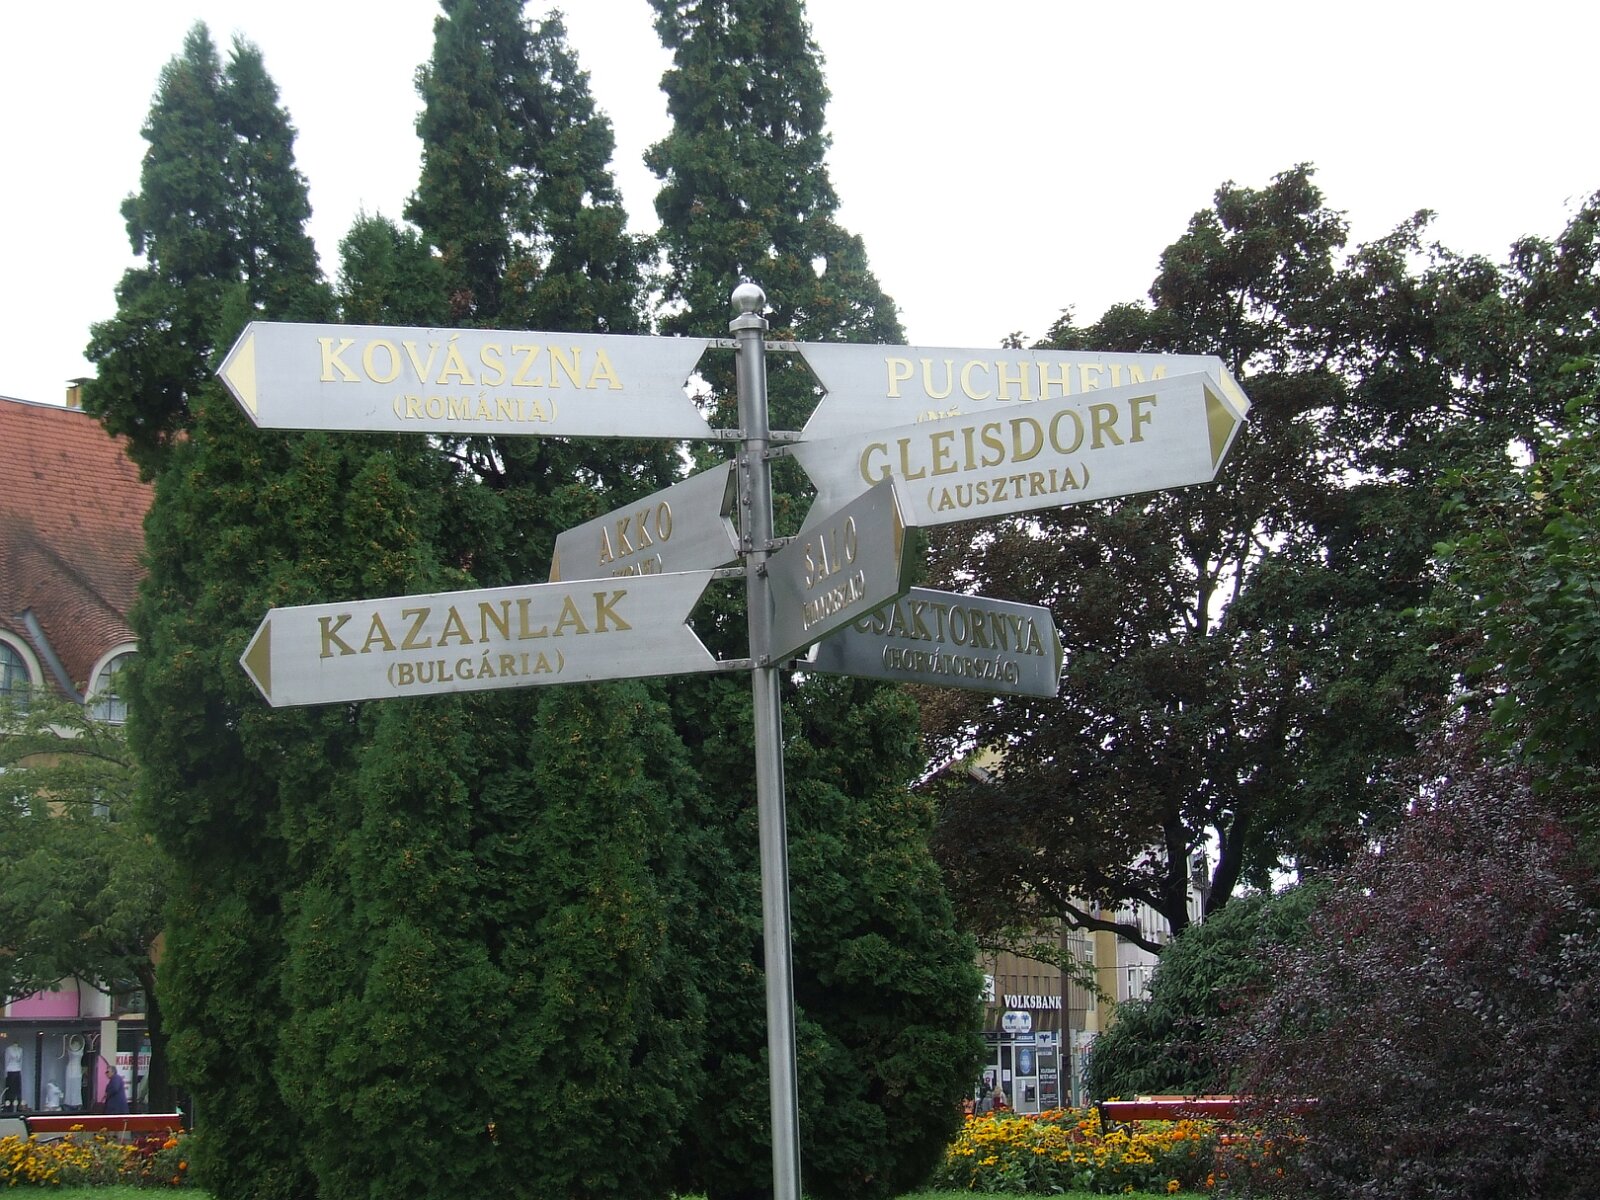 KOVÁSZNA
(ROMÁNIA)
PUCHHEIM
GLEISDORF
(AUSZTRIA)
AKKO
SALO
KAZANLAK
(BULGÁRIA)
CSAKTORNYA
(HORVÁTORSZÁG)
VOLKSBANK
JOY